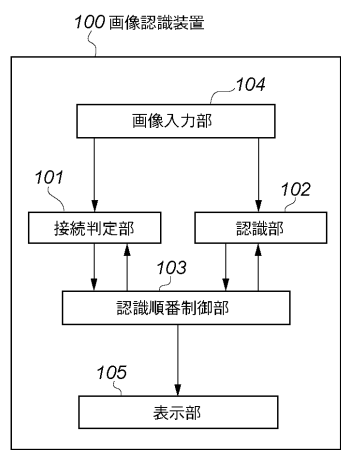 100 画像認識装置
104
画像入力部
101
102
接続判定部
認識部
103
認識順番制御部
105
表示部